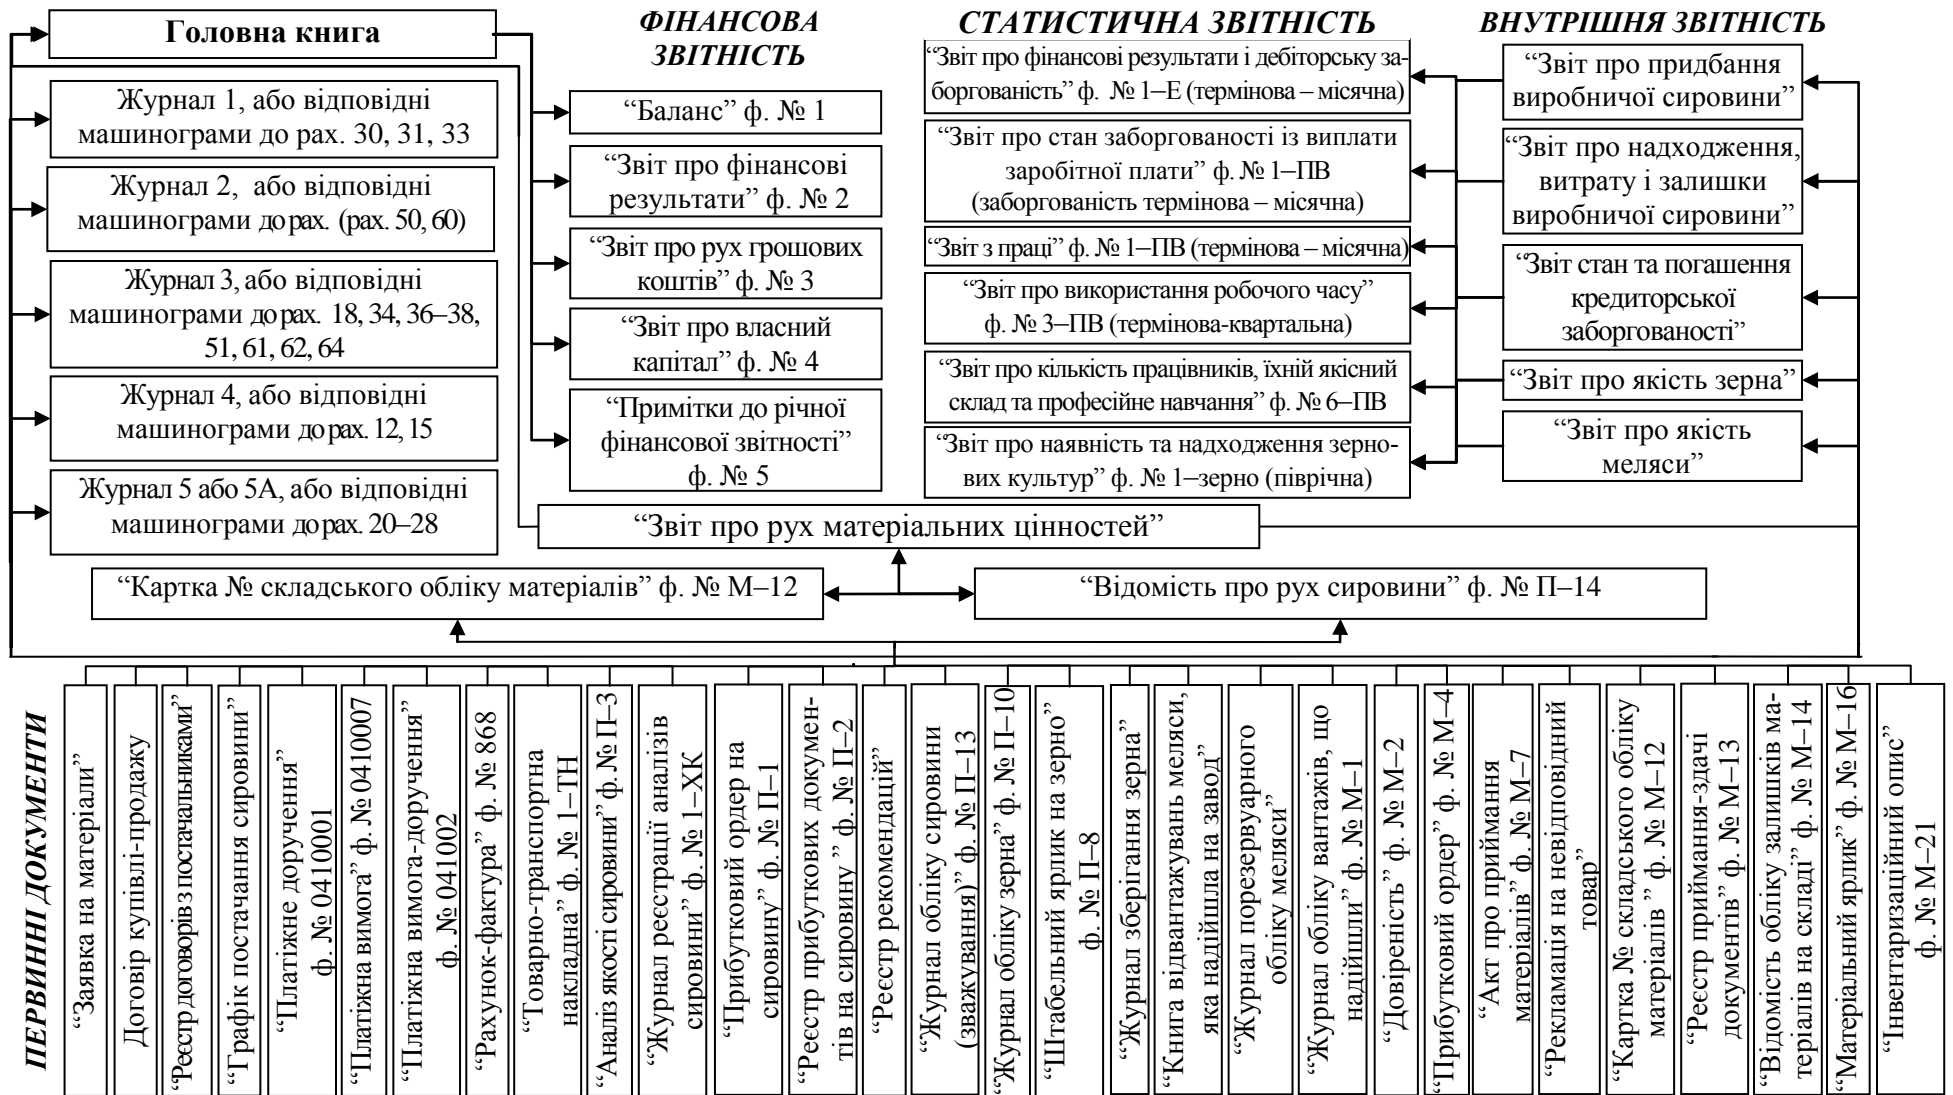 Головна книга
Журнал 1, або відповідні
машинограми до рах. 30, 31, 33
Журнал 2, або відповідні
машинограми до рах. (рах. 50, 60)
Журнал 3, або відповідні
машинограми до рах. 18, 34, 36–38,
51, 61, 62, 64
Журнал 4, або відповідні
машинограми до рах. 12, 15
Журнал 5 або 5А, або відповідні
машинограми до рах. 20–28
ФІНАНСОВА
ЗВІТНІСТЬ
“Баланс” ф. № 1
“Звіт про фінансові
результати” ф. № 2
“Звіт про рух грошових
коштів” ф. № 3
“Звіт про власний
капітал” ф. № 4
“Примітки до річної
фінансової звітності”
ф. № 5
СТАТИСТИЧНА ЗВІТНІСТЬ
“Звіт про фінансові результати і дебіторську за-
боргованість” ф. № 1–Е (термінова – місячна)
“Звіт про стан заборгованості із виплати
заробітної плати” ф. № 1–ПВ
(заборгованість термінова – місячна)
“Звіт з праці” ф. № 1–ПВ (термінова – місячна)
“Звіт про використання робочого часу”
ф. № 3–ПВ (термінова-квартальна)
“Звіт про кількість працівників, їхній якісний
склад та професійне навчання” ф. № 6–ПВ
“Звіт про наявність та надходження зерно-
вих культур” ф. № 1–зерно (піврічна)
ВНУТРІШНЯ ЗВІТНІСТЬ
“Звіт про придбання
виробничої сировини”
“Звіт про надходження,
витрату і залишки
виробничої сировини”
“Звіт стан та погашення
кредиторської
заборгованості”
“Звіт про якість зерна”
“Звіт про якість
меляси”
“Звіт про рух матеріальних цінностей”
“Картка № складського обліку матеріалів” ф. № М–12
“Відомість про рух сировини” ф. № П–14
ПЕРВИННІ ДОКУМЕНТИ
“Заявка на матеріали”
Договір купівлі-продажу
“Реєстр договорів з постачальниками”
“Графік постачання сировини”
“Платіжне доручення”
ф. № 0410001
“Платіжна вимога” ф. № 0410007
“Платіжна вимога-доручення”
ф. № 041002
“Рахунок-фактура” ф. № 868
“Товарно-транспортна
накладна” ф. № 1–ТН
“Аналіз якості сировини” ф. № П–3
“Журнал реєстрації аналізів
сировини” ф. № 1–ХК
“Прибутковий ордер на
сировину” ф. № П–1
“Реєстр прибуткових докумен-
тів на сировину ” ф. № П–2
“Реєстр рекомендацій”
“Журнал обліку сировини
(зважування)” ф. № П–13
“Журнал обліку зерна” ф. № П–10
“Штабельний ярлик на зерно”
ф. № П–8
“Журнал зберігання зерна”
“Книга відвантажувань меляси,
яка надійшла на завод”
“Журнал порезервуарного
обліку меляси”
“Журнал обліку вантажів, що
надійшли” ф. № М–1
“Довіреність” ф. № М–2
“Прибутковий ордер” ф. № М–4
“Акт про приймання
матеріалів” ф. № М–7
Рекламація на невідповідний
товар”
“Картка № складського обліку
матеріалів ” ф. № М–12
“Реєстр приймання-здачі
документів” ф. № М–13
“Відомість обліку залишків ма-
теріалів на складі” ф. № М–14
“Матеріальний ярлик” ф. № М–16
“Інвентаризаційний опис”
ф. № М–21